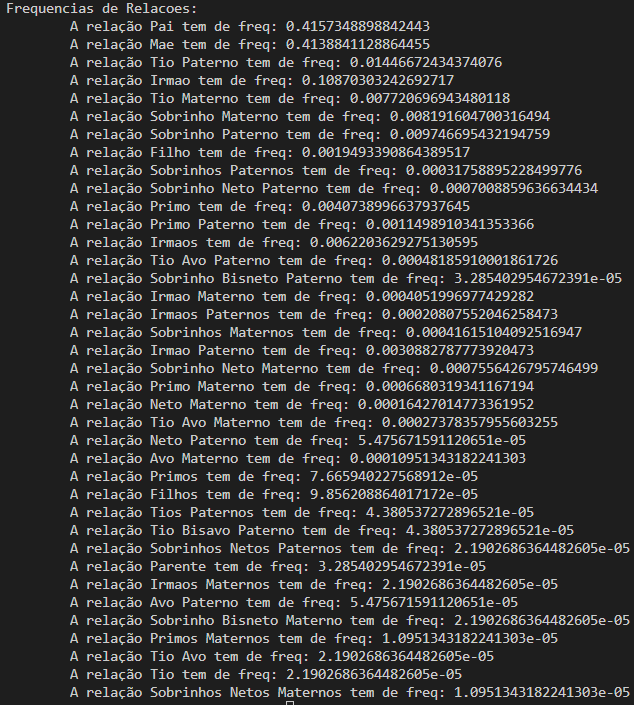 Frequencias de Relacoes:
A relação Pai tem de freq: 0.4157348898842443
A relação Mae tem de freq: 0.4138841128864455
A relação Tio Paterno tem de freq: 0.01446672434374076
A relação Irmao tem de freq: 0.10870303242692717
A relação Tio Materno tem de freq: 0.007720696943480118
A relação Sobrinho Materno tem de freq: 0.008191604700316494
A relação Sobrinho Paterno tem de freq: 0.009746695432194759
A relação Filho tem de freq: 0.0019493390864389517
A relação Sobrinhos Paternos tem de freq: 0.00031758895228499776
A relação Sobrinho Neto Paterno tem de freq: 0.0007008859636634434
A relação Primo tem de freq: 0.0040738996637937645
A relação Primo Paterno tem de freq: 0.0011498910341353366
A relação Irmaos tem de freq: 0.0062203629275130595
A relação Tio Avo Paterno tem de freq: 0.00048185910001861726
A relação Sobrinho Bisneto Paterno tem de freq: 3.285402954672391e-05
A relação Irmao Materno tem de freq: 0.0004051996977429282
A relação Irmaos Paternos tem de freq: 0.00020807552046258473
A relação Sobrinhos Maternos tem de freq: 0.00041615104092516947
A relação Irmao Paterno tem de freq: 0.0030882787773920473
A relação Sobrinho Neto Materno tem de freq: 0.0007556426795746499
A relação Primo Materno tem de freq: 0.0006680319341167194
A relação Neto Materno tem de freq: 0.00016427014773361952
A relação Tio Avo Materno tem de freq: 0.00027378357955603255
A relação Neto Paterno tem de freq: 5.475671591120651e-05
A relação Avo Materno tem de freq: 0.00010951343182241303
A relação Primos tem de freq: 7.665940227568912e-05
A relação Filhos tem de freq: 9.856208864017172e-05
A relação Tios Paternos tem de freq: 4.380537272896521e-05
A relação Tio Bisavo Paterno tem de freq: 4.380537272896521e-05
A relação Sobrinhos Netos Paternos tem de freq: 2.1902686364482605e-05
A relação Parente tem de freq: 3.285402954672391e-05
A relação Irmaos Maternos tem de freq: 2.1902686364482605e-05
A relação Avo Paterno tem de freq: 5.475671591120651e-05
A relação Sobrinho Bisneto Materno tem de freq: 2.1902686364482605e-05
A relação Primos Maternos tem de freq: 1.0951343182241303e-05
A relação Tio Avo tem de freq: 2.1902686364482605e-05
A relação Tio tem de freq: 2.1902686364482605e-05
A relação Sobrinhos Netos Maternos tem de freq: 1.0951343182241303e-05